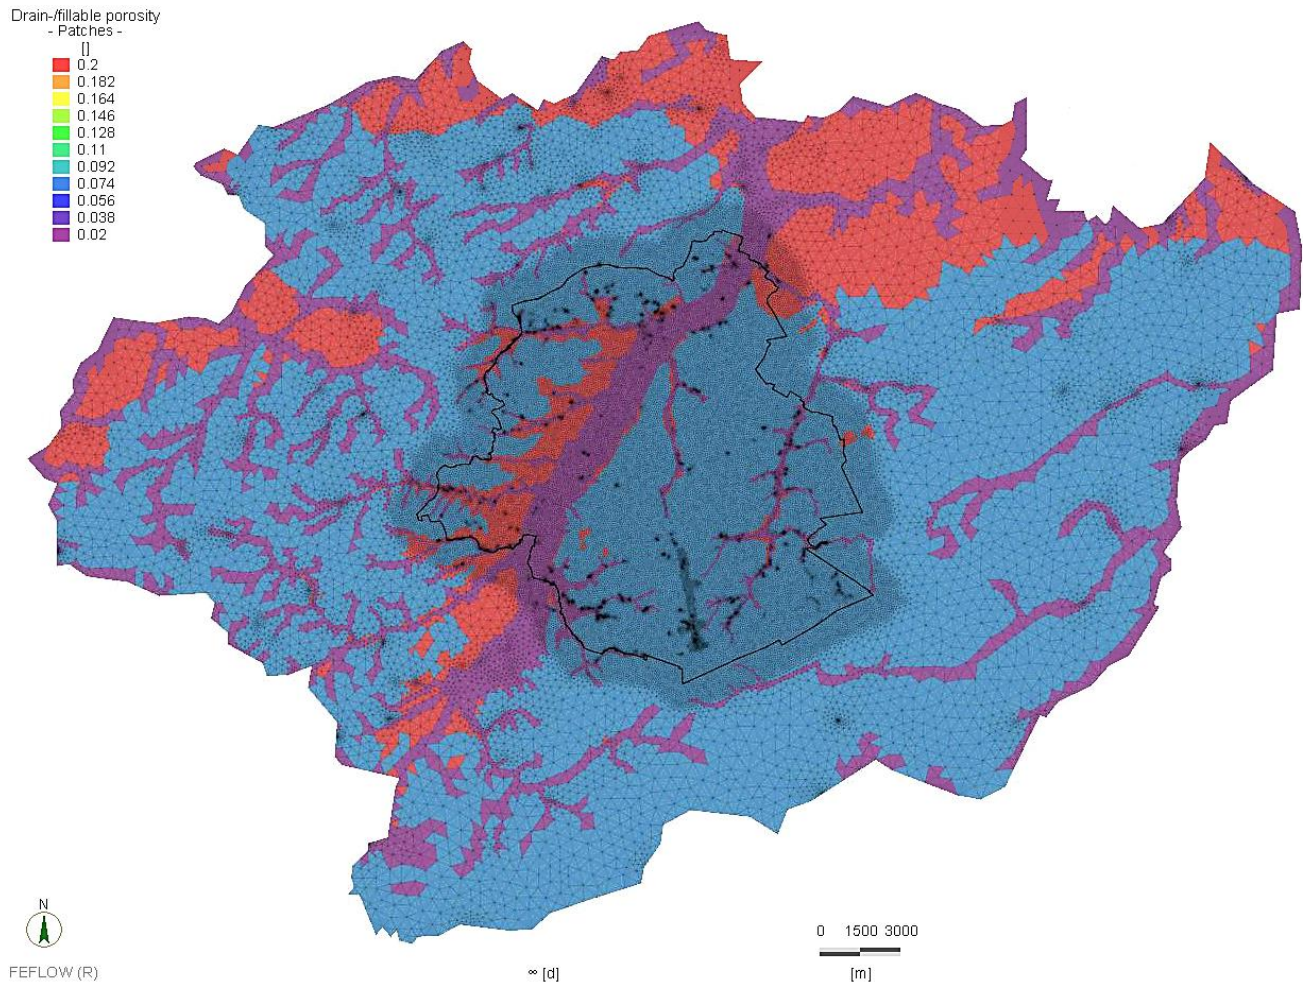 Drain-/fillable porosity
- Patches -
[]
0.2
0.182
0.164
0.146
0.128
0.11
0.092
0.074
0.056
0.038
0.02
N
FEFLOW (R)
∞ [d]
0 1500 3000
[m]